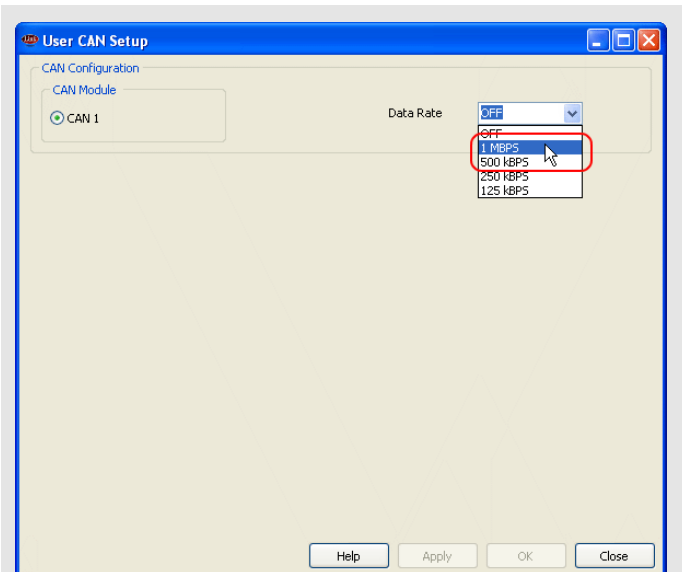 User CAN Setup
CAN Configuration
CAN Module
CAN 1
Data Rate
OFF
OFF
1 MBPS
500 kBPS
250 kBPS
125 kBPS
Help
Apply
OK
Close